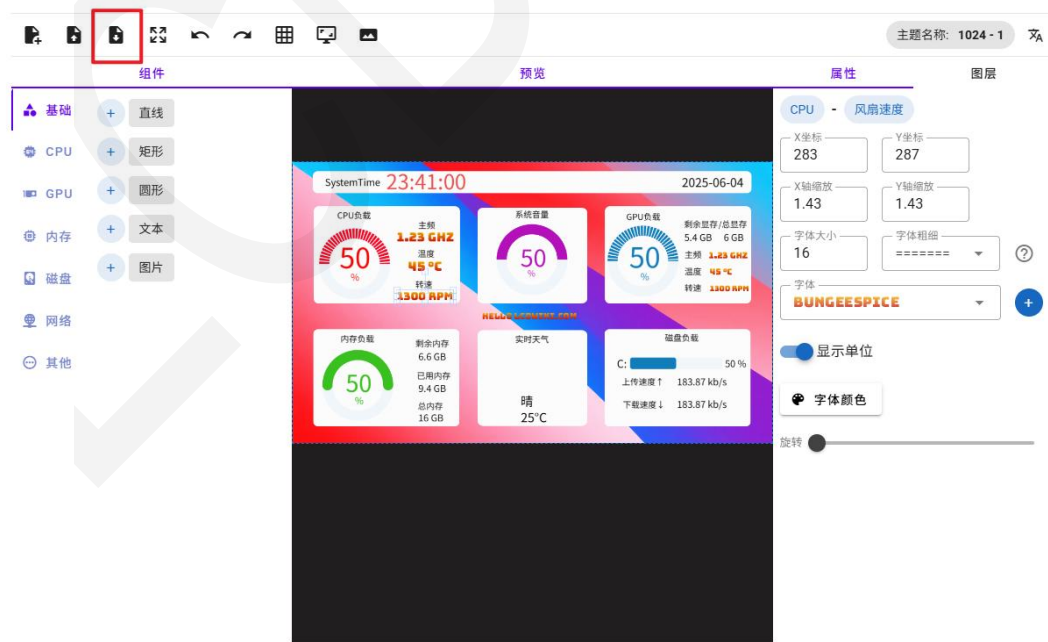 主题名称: 1024 - 1
组件
预览
属性
图层
基础
CPU
GPU
内存
磁盘
网络
其他
+ 直线
+ 矩形
+ 圆形
+ 文本
+ 图片
SystemTime 23:41:00
2025-06-04
CPU负载
50
%
主频
1.23 GHZ
温度
45 °C
转速
1300 RPM
系统音量
50
%
GPU负载
50
%
剩余显存/总显存
5.4 GB 6 GB
主频 1.23 GHZ
温度 45 °C
转速 1300 RPM
内存负载
50
%
剩余内存
6.6 GB
已用内存
9.4 GB
总内存
16 GB
实时天气
晴
25°C
磁盘负载
C: 50 %
上传速度↑ 183.87 kb/s
下载速度↓ 183.87 kb/s
CPU - 风扇速度
X坐标
283
Y坐标
287
X轴缩放
1.43
Y轴缩放
1.43
字体大小
16
字体粗细
=======
字体
BUNGEESPICE
+
显示单位
字体颜色
旋转